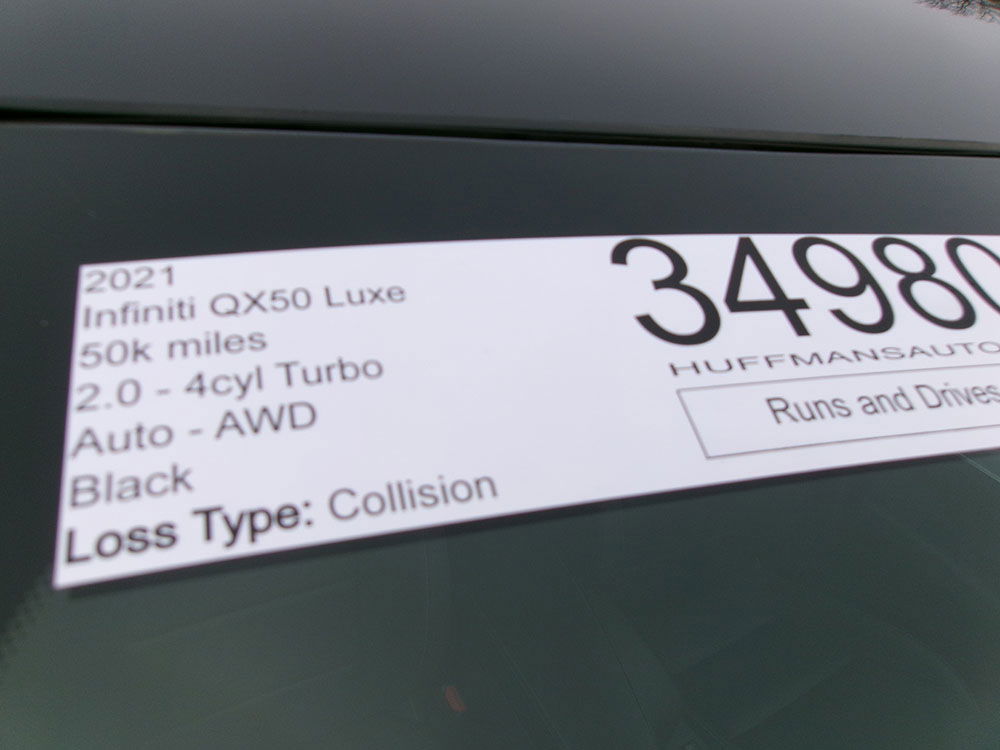 2021
Infiniti QX50 Luxe
50k miles
2.0 - 4cyl Turbo
Auto - AWD
Black
Loss Type: Collision
34980
HUFFMANSAUTO
Runs and Drives